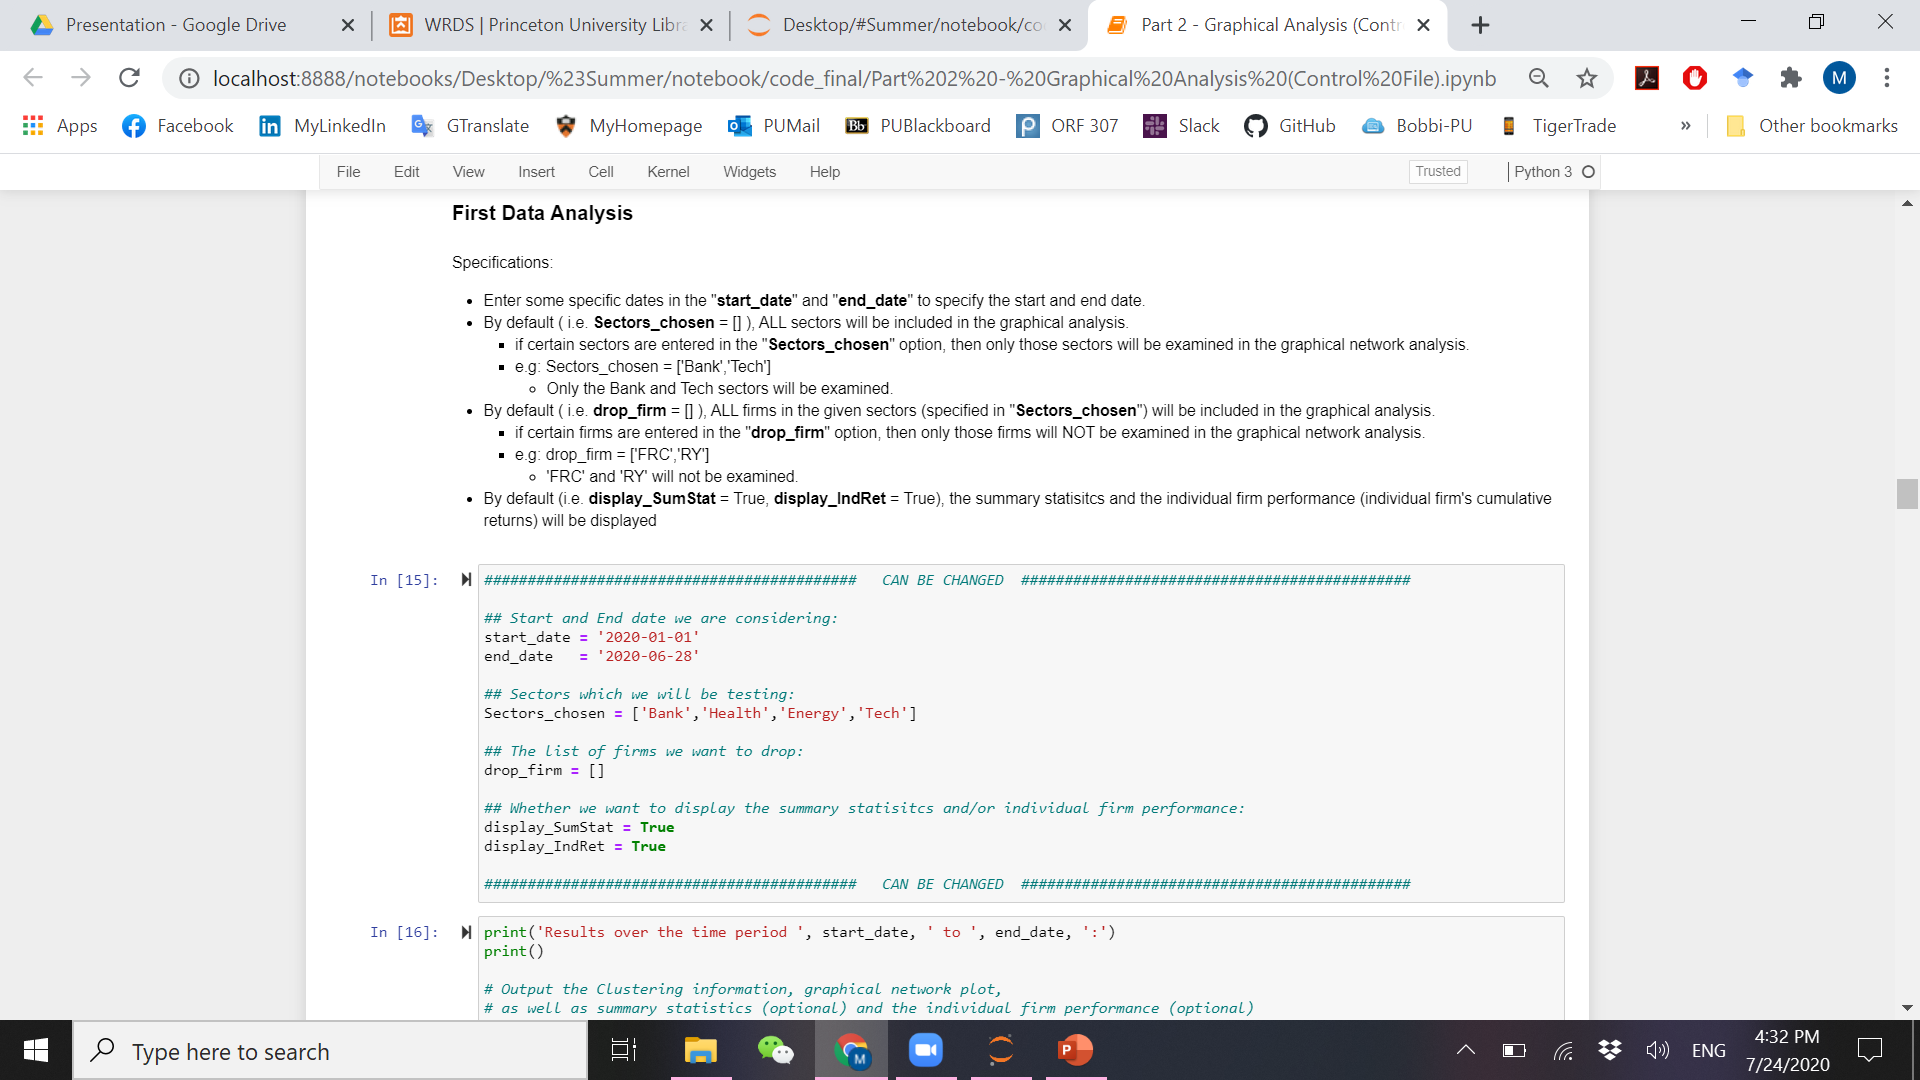 Presentation - Google Drive
WRDS | Princeton University Libra
Desktop/#Summer/notebook/co
Part 2 - Graphical Analysis (Contr
localhost:8888/notebooks/Desktop/%23Summer/notebook/code_final/Part%202%20-%20Graphical%20Analysis%20(Control%20File).ipynb
M
Apps Facebook MyLinkedIn GTranslate MyHomepage PUMail PUBlackboard ORF 307 Slack GitHub Bobbi-PU TigerTrade » Other bookmarks
File Edit View Insert Cell Kernel Widgets Help Trusted Python 3
First Data Analysis
Specifications:
• Enter some specific dates in the "start_date" and "end_date" to specify the start and end date.
• By default ( i.e. Sectors_chosen = [] ), ALL sectors will be included in the graphical analysis.
▪ if certain sectors are entered in the "Sectors_chosen" option, then only those sectors will be examined in the graphical network analysis.
▪ e.g: Sectors_chosen = ['Bank','Tech']
◦ Only the Bank and Tech sectors will be examined.
• By default ( i.e. drop_firm = [] ), ALL firms in the given sectors (specified in "Sectors_chosen") will be included in the graphical analysis.
▪ if certain firms are entered in the "drop_firm" option, then only those firms will NOT be examined in the graphical network analysis.
▪ e.g: drop_firm = ['FRC','RY']
◦ 'FRC' and 'RY' will not be examined.
• By default (i.e. display_SumStat = True, display_IndRet = True), the summary statisitcs and the individual firm performance (individual firm's cumulative
returns) will be displayed
In [15]: ########################################### CAN BE CHANGED #############################################
## Start and End date we are considering:
start_date = '2020-01-01'
end_date = '2020-06-28'
## Sectors which we will be testing:
Sectors_chosen = ['Bank','Health','Energy','Tech']
## The list of firms we want to drop:
drop_firm = []
## Whether we want to display the summary statisitcs and/or individual firm performance:
display_SumStat = True
display_IndRet = True
########################################### CAN BE CHANGED #############################################
In [16]: print('Results over the time period ', start_date, ' to ', end_date, ':')
print()
# Output the Clustering information, graphical network plot,
# as well as summary statistics (optional) and the individual firm performance (optional)
Type here to search
M
P
ENG
4:32 PM
7/24/2020